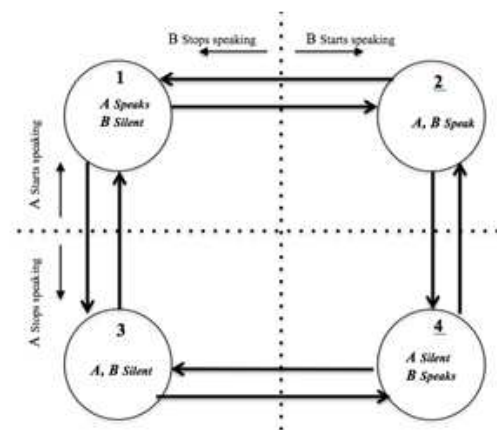 B Stops speaking
B Starts speaking
1
A Speaks
B Silent
2
A, B Speak
A Starts speaking
A Stops speaking
3
A, B Silent
4
A Silent
B Speaks